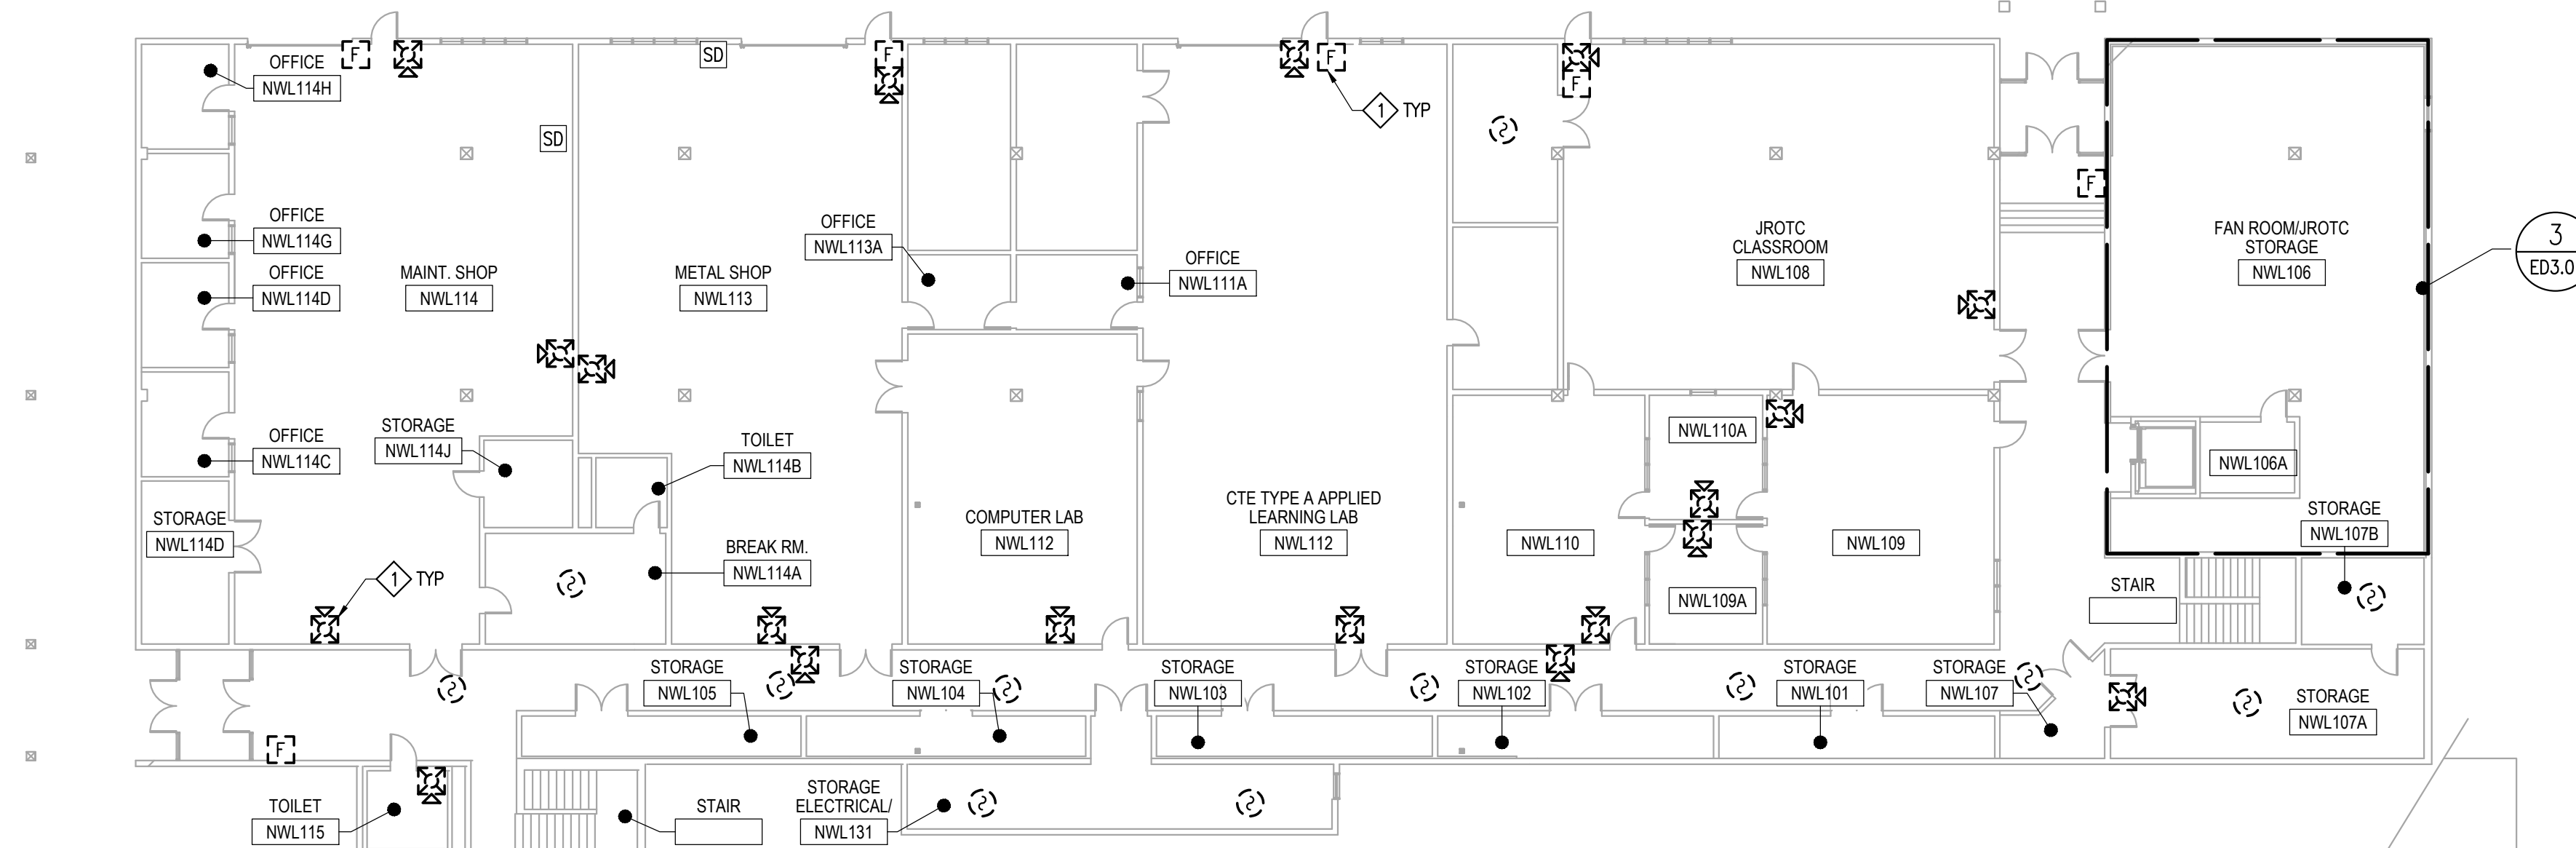 OFFICE
NWL114H
F
SD
F
F
1
TYP
F
SD
F
OFFICE
NWL114G
OFFICE
NWL114D
MAINT. SHOP
NWL114
METAL SHOP
NWL113
OFFICE
NWL113A
OFFICE
NWL111A
JROTC
CLASSROOM
NWL108
FAN ROOM/JROTC
STORAGE
NWL106
3
ED3.0
OFFICE
NWL114C
STORAGE
NWL114J
TOILET
NWL114B
NWL110A
NWL106A
STORAGE
NWL114D
BREAK RM.
NWL114A
COMPUTER LAB
NWL112
CTE TYPE A APPLIED
LEARNING LAB
NWL112
NWL110
NWL109
NWL109A
STORAGE
NWL107B
1
TYP
STAIR
STORAGE
NWL105
STORAGE
NWL104
STORAGE
NWL103
STORAGE
NWL102
STORAGE
NWL101
STORAGE
NWL107
STORAGE
NWL107A
F
TOILET
NWL115
STAIR
STORAGE
ELECTRICAL/
NWL131